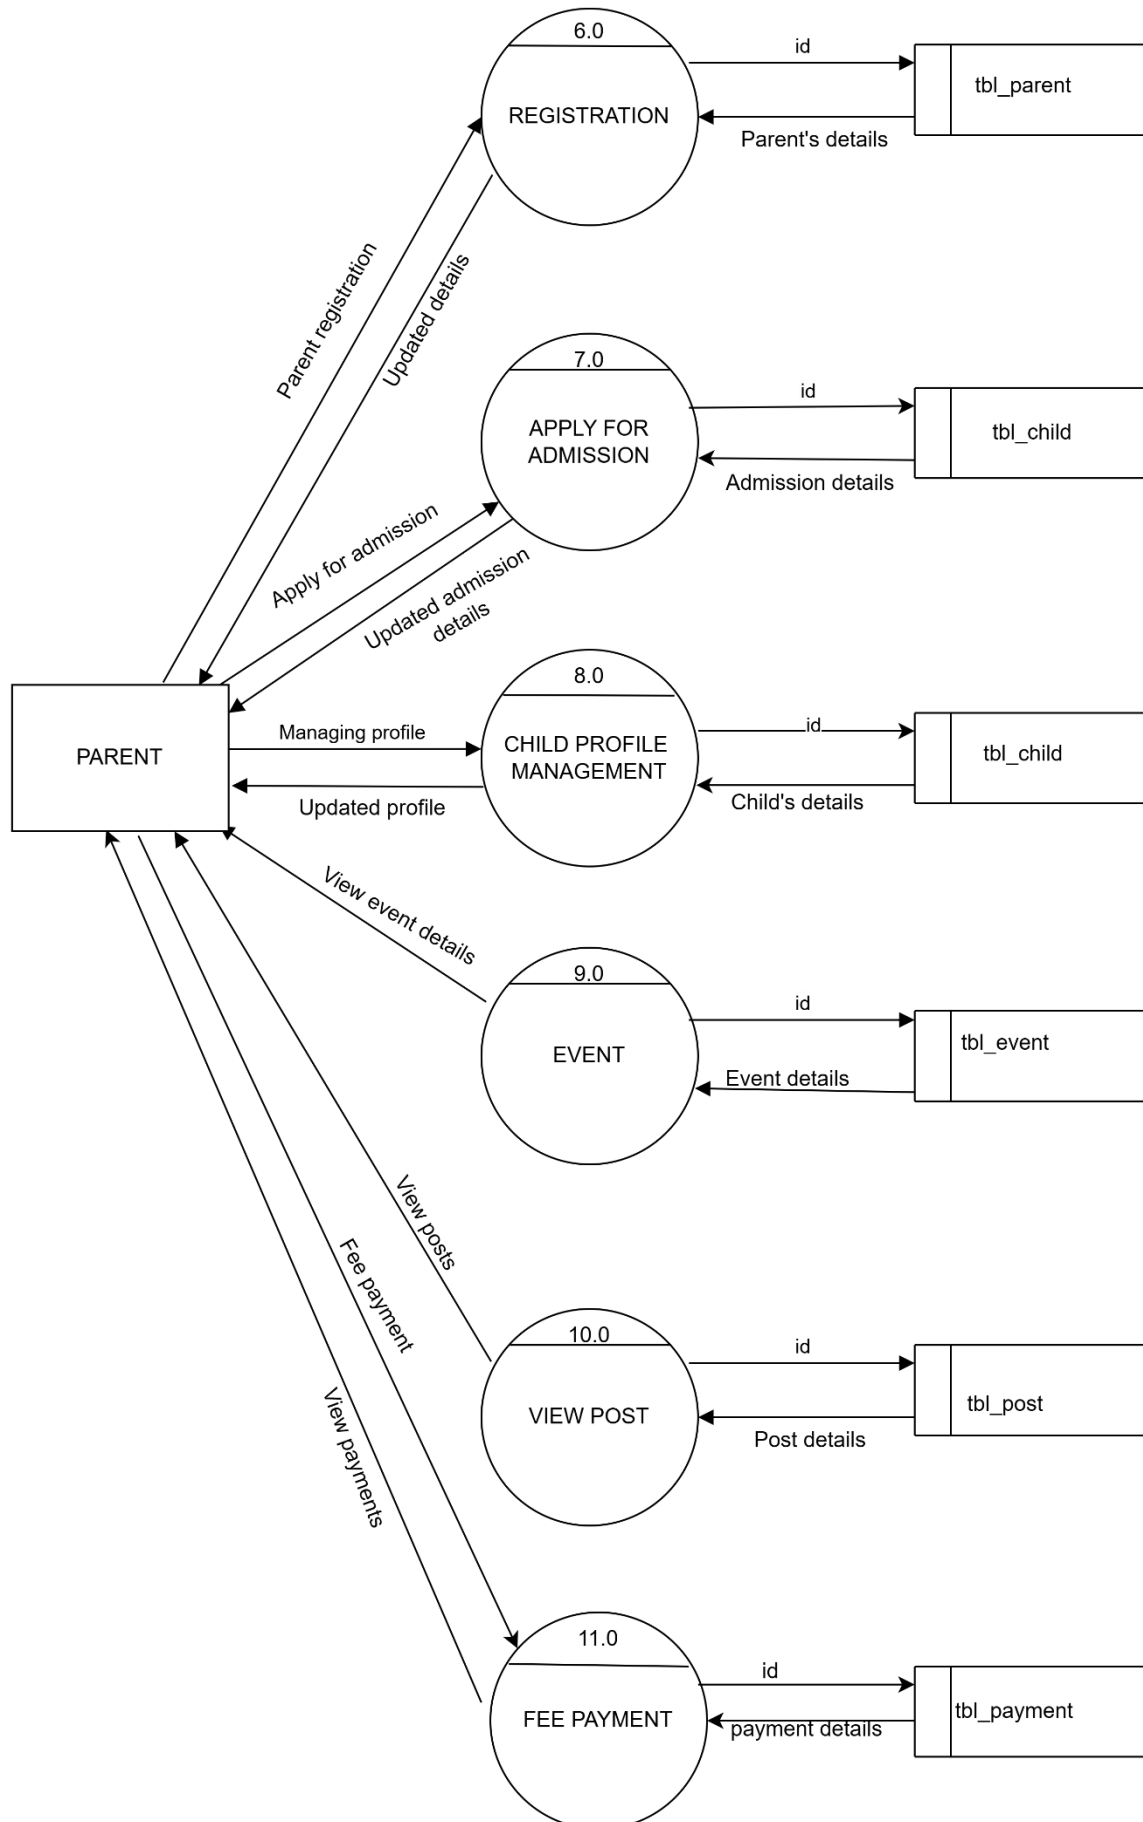 6.0
REGISTRATION
id
Parent's details
tbl_parent
Parent registration
Updated details
7.0
APPLY FOR
ADMISSION
id
Admission details
tbl_child
Apply for admission
Updated admission
details
PARENT
Managing profile
Updated profile
8.0
CHILD PROFILE
MANAGEMENT
id
Child's details
tbl_child
View event details
9.0
EVENT
id
Event details
tbl_event
View posts
Fee payment
View payments
10.0
VIEW POST
id
Post details
tbl_post
11.0
FEE PAYMENT
id
payment details
tbl_payment